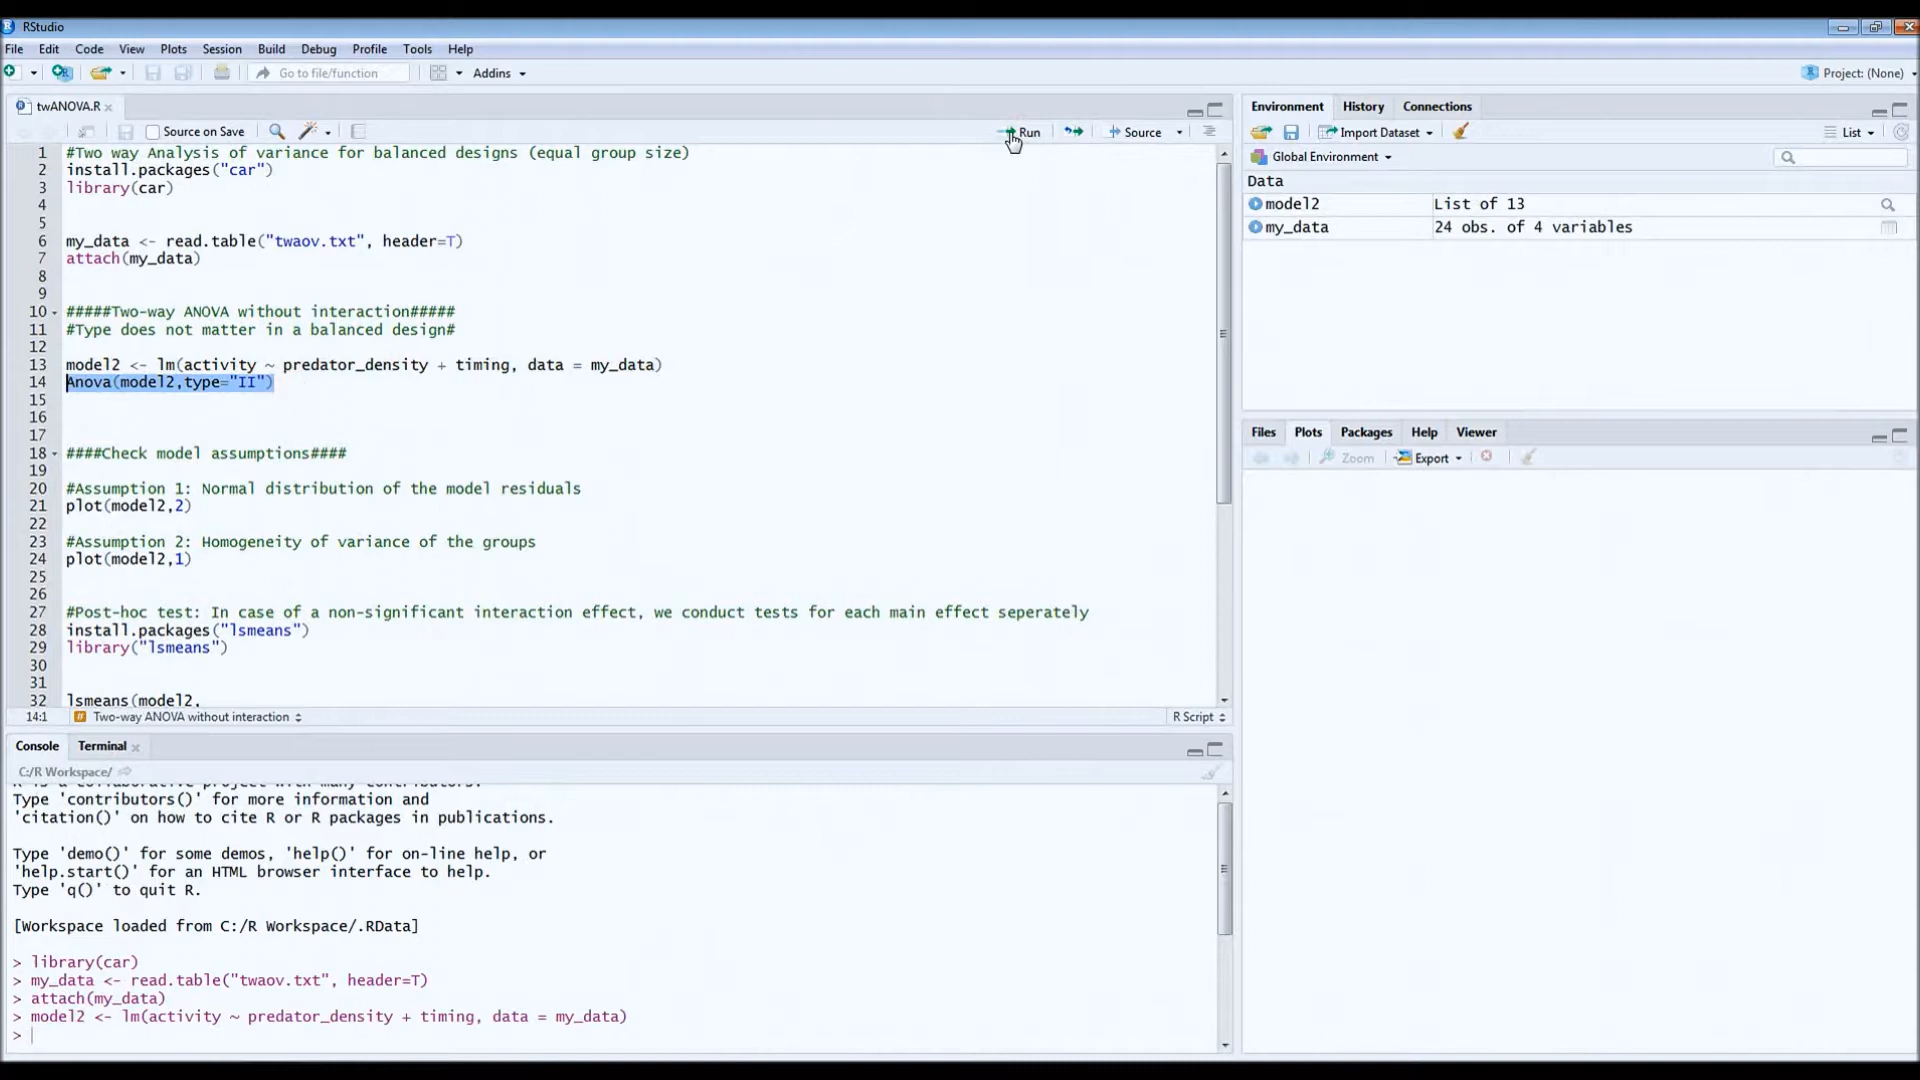 RStudio
File Edit Code View Plots Session Build Debug Profile Tools Help
Go to file/function Addins Project: (None)
twANOVA.R
Source on Save Run Source
1 #Two way Analysis of variance for balanced designs (equal group size)
2 install.packages("car")
3 library(car)
4
5
6 my_data <- read.table("twaov.txt", header=T)
7 attach(my_data)
8
9
10 #####Two-way ANOVA without interaction#####
11 #Type does not matter in a balanced design#
12
13 model2 <- lm(activity ~ predator_density + timing, data = my_data)
14 Anova(model2,type="II")
15
16
17
18 ####Check model assumptions####
19
20 #Assumption 1: Normal distribution of the model residuals
21 plot(model2,2)
22
23 #Assumption 2: Homogeneity of variance of the groups
24 plot(model2,1)
25
26
27 #Post-hoc test: In case of a non-significant interaction effect, we conduct tests for each main effect seperately
28 install.packages("lsmeans")
29 library("lsmeans")
30
31
32 lsmeans(model2,
14:1 Two-way ANOVA without interaction R Script
Console Terminal
C:/R Workspace/
R is a collaborative project with many contributors.
Type 'contributors()' for more information and
'citation()' on how to cite R or R packages in publications.
Type 'demo()' for some demos, 'help()' for on-line help, or
'help.start()' for an HTML browser interface to help.
Type 'q()' to quit R.
[Workspace loaded from C:/R Workspace/.RData]
> library(car)
> my_data <- read.table("twaov.txt", header=T)
> attach(my_data)
> model2 <- lm(activity ~ predator_density + timing, data = my_data)
>
Environment History Connections
Import Dataset List
Global Environment
Data
model2 List of 13
my_data 24 obs. of 4 variables
Files Plots Packages Help Viewer
Zoom Export